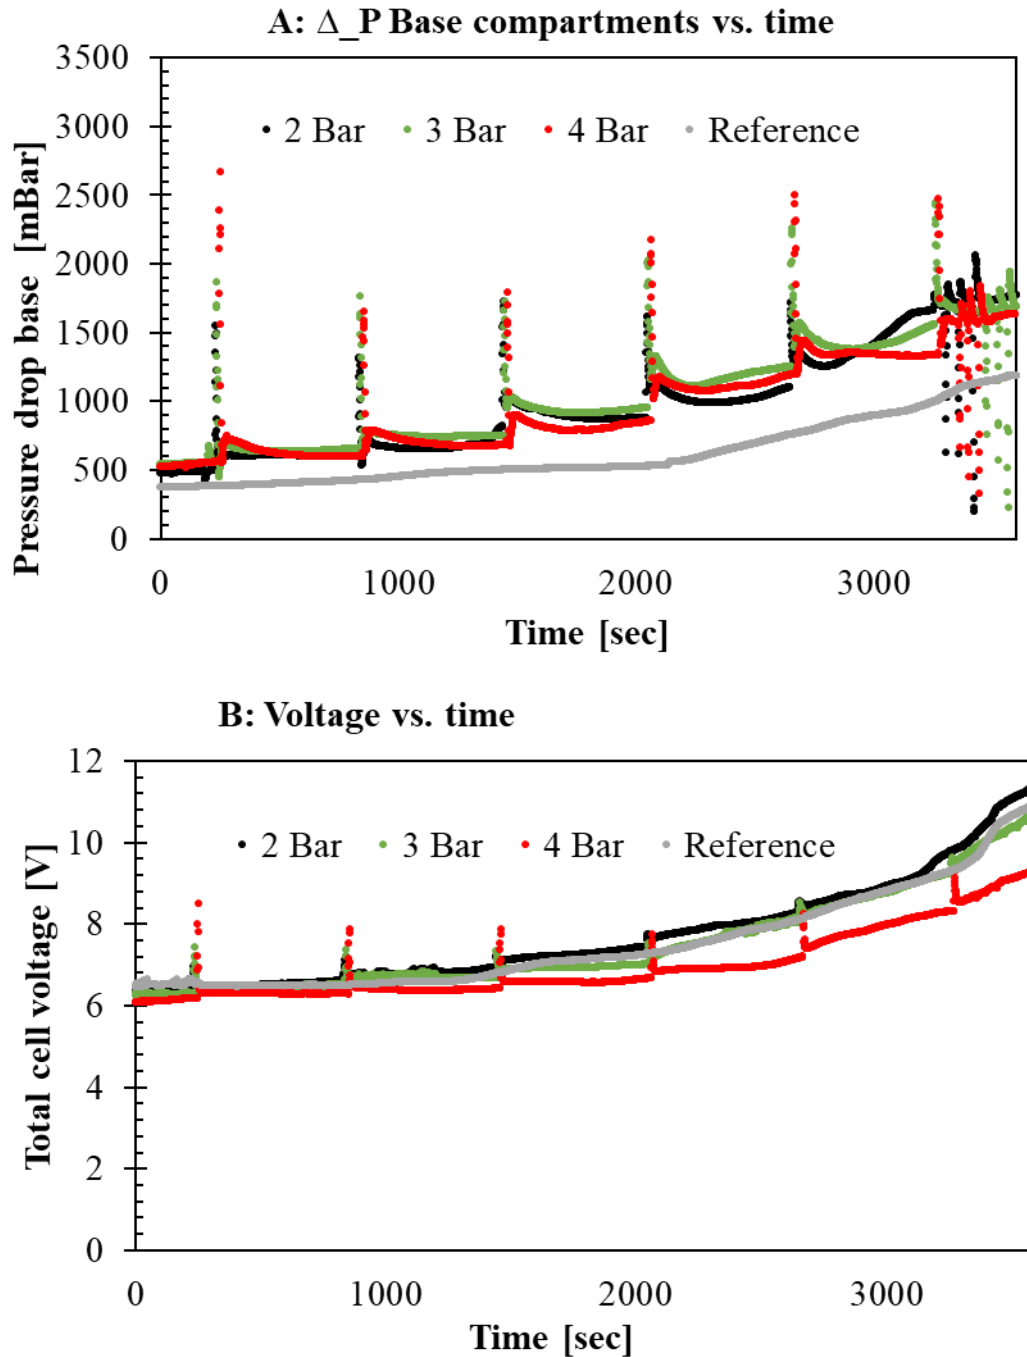 A: Δ_P Base compartments vs. time
Pressure drop base [mBar]
3500
3000
2500
2000
1500
1000
500
0
2 Bar 3 Bar 4 Bar Reference
0 1000 2000 3000
Time [sec]
B: Voltage vs. time
Total cell voltage [V]
12
10
8
6
4
2
0
2 Bar 3 Bar 4 Bar Reference
0 1000 2000 3000
Time [sec]